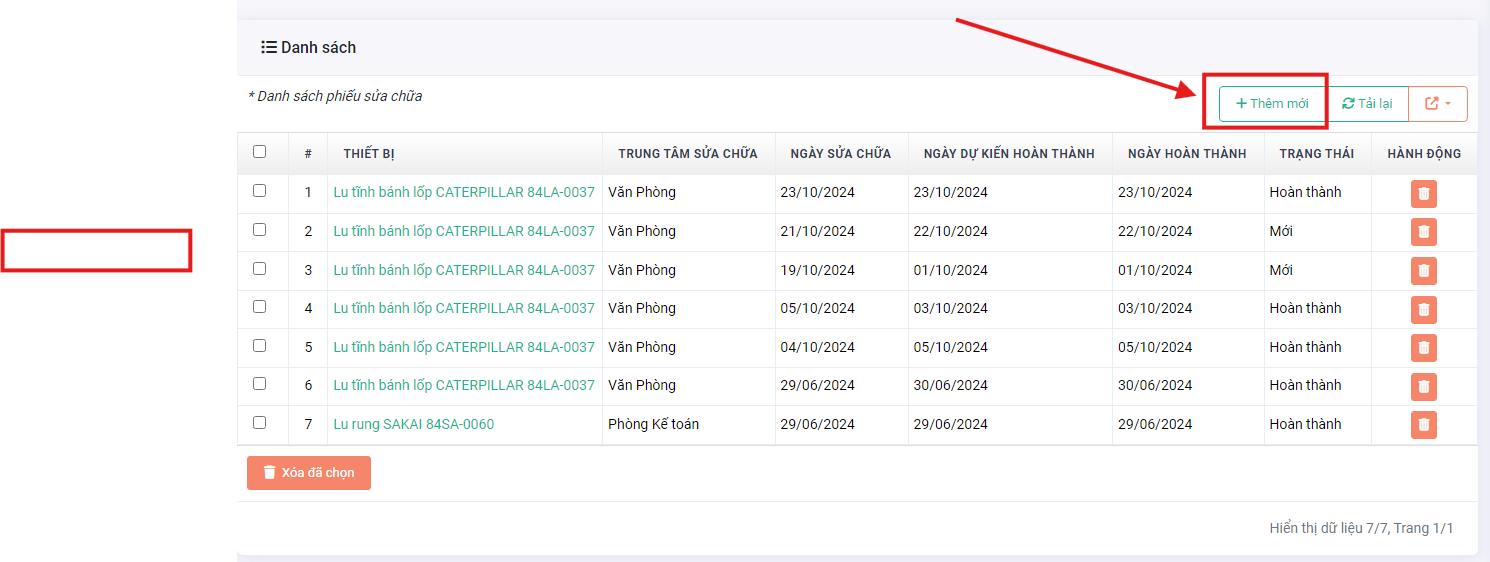 Danh sách
* Danh sách phiếu sửa chữa
Thêm mới Tải lại
# THIẾT BỊ TRUNG TÂM SỬA CHỮA NGÀY SỬA CHỮA NGÀY DỰ KIẾN HOÀN THÀNH NGÀY HOÀN THÀNH TRẠNG THÁI HÀNH ĐỘNG
1 Lu tĩnh bánh lốp CATERPILLAR 84LA-0037 Văn Phòng 23/10/2024 23/10/2024 23/10/2024 Hoàn thành
2 Lu tĩnh bánh lốp CATERPILLAR 84LA-0037 Văn Phòng 21/10/2024 22/10/2024 22/10/2024 Mới
3 Lu tĩnh bánh lốp CATERPILLAR 84LA-0037 Văn Phòng 19/10/2024 01/10/2024 01/10/2024 Mới
4 Lu tĩnh bánh lốp CATERPILLAR 84LA-0037 Văn Phòng 05/10/2024 03/10/2024 03/10/2024 Hoàn thành
5 Lu tĩnh bánh lốp CATERPILLAR 84LA-0037 Văn Phòng 04/10/2024 05/10/2024 05/10/2024 Hoàn thành
6 Lu tĩnh bánh lốp CATERPILLAR 84LA-0037 Văn Phòng 29/06/2024 30/06/2024 30/06/2024 Hoàn thành
7 Lu rung SAKAI 84SA-0060 Phòng Kế toán 29/06/2024 29/06/2024 29/06/2024 Hoàn thành
Xóa đã chọn
Hiển thị dữ liệu 7/7, Trang 1/1